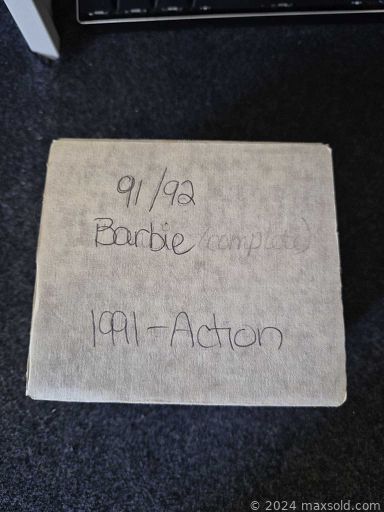 91/92
Barbie (complete)
1991-Action
© 2024 maxsold.com